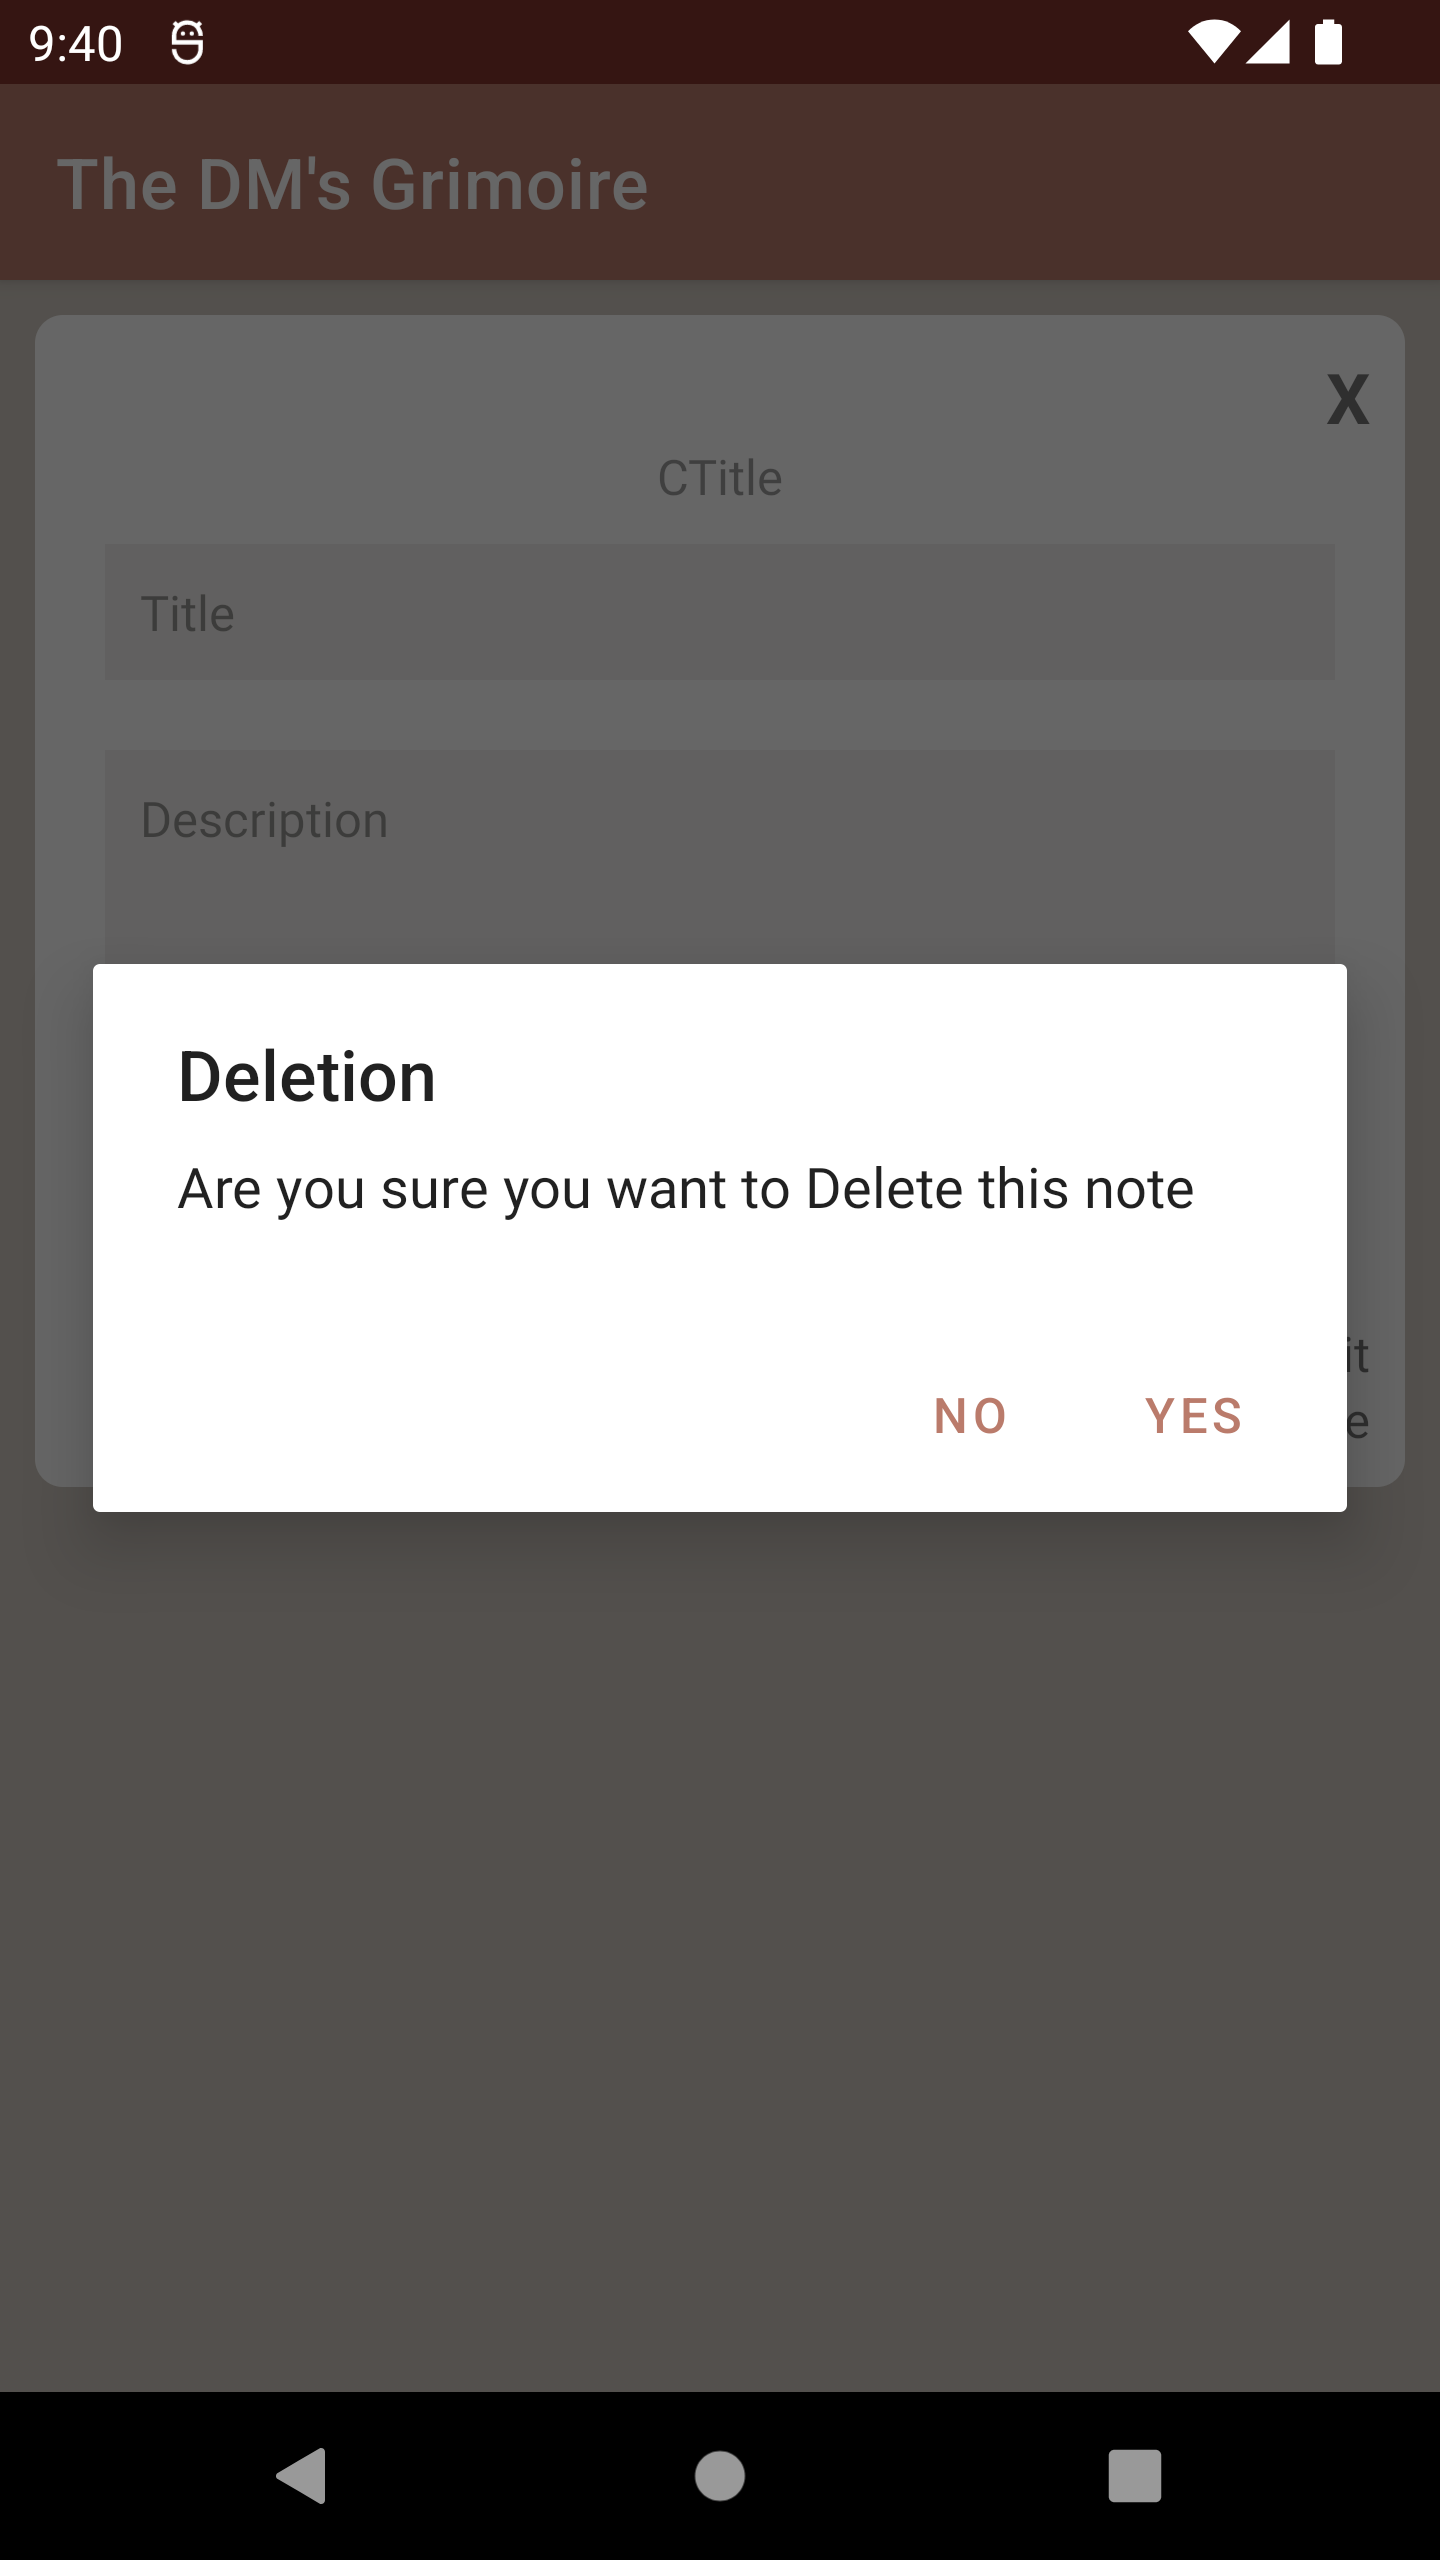 9:40
The DM's Grimoire
X
CTitle
Title
Description
Deletion
Are you sure you want to Delete this note
it
NO YES
e